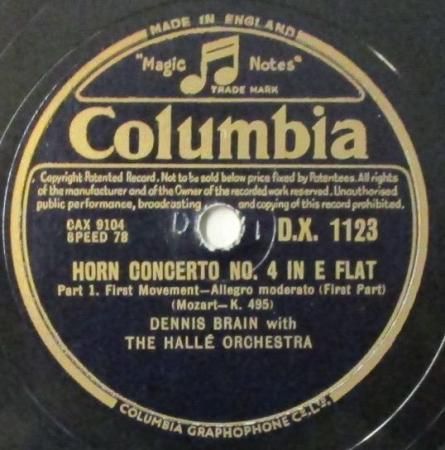 MADE IN ENGLAND
"Magic Notes"
TRADE MARK
Columbia
Copyright Patented Record. Not to be sold below price fixed by Patentees. All rights
of the manufacturer and of the Owner of the recorded work reserved. Unauthorised
public performance, broadcasting and copying of this record prohibited.
CAX 9104
SPEED 78
D.X. 1123
HORN CONCERTO NO. 4 IN E FLAT
Part 1. First Movement—Allegro moderato (First Part)
(Mozart—K. 495)
DENNIS BRAIN with
THE HALLÉ ORCHESTRA
COLUMBIA GRAPHOPHONE Co. Ltd.